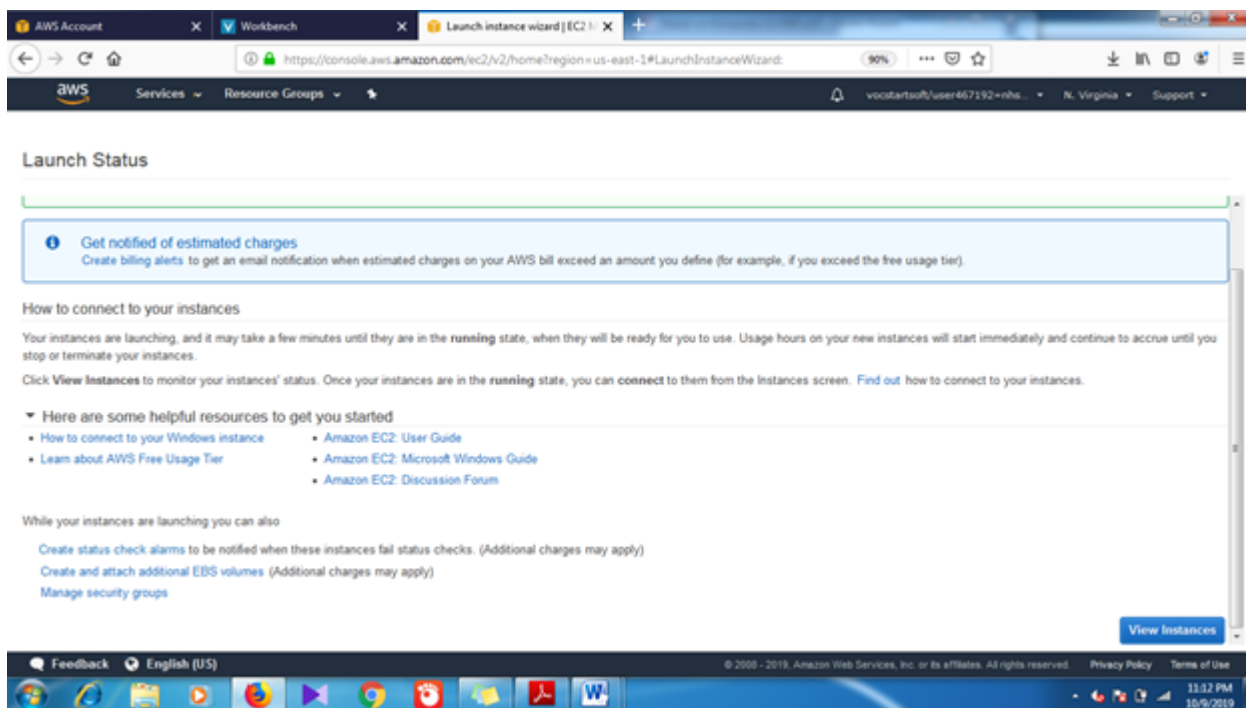 AWS Account
Workbench
Launch instance wizard | EC2 M
https://console.aws.amazon.com/ec2/v2/home?region=us-east-1#LaunchInstanceWizard:
90%
aws
Services
Resource Groups
vocstartsoft/user467192=nhs...
N. Virginia
Support
Launch Status
Get notified of estimated charges
Create billing alerts to get an email notification when estimated charges on your AWS bill exceed an amount you define (for example, if you exceed the free usage tier).
How to connect to your instances
Your instances are launching, and it may take a few minutes until they are in the running state, when they will be ready for you to use. Usage hours on your new instances will start immediately and continue to accrue until you
stop or terminate your instances.
Click View Instances to monitor your instances' status. Once your instances are in the running state, you can connect to them from the Instances screen. Find out how to connect to your instances.
Here are some helpful resources to get you started
• How to connect to your Windows instance
• Amazon EC2: User Guide
• Learn about AWS Free Usage Tier
• Amazon EC2: Microsoft Windows Guide
• Amazon EC2: Discussion Forum
While your instances are launching you can also
Create status check alarms to be notified when these instances fail status checks. (Additional charges may apply)
Create and attach additional EBS volumes (Additional charges may apply)
Manage security groups
View Instances
Feedback
English (US)
© 2008 - 2019, Amazon Web Services, Inc. or its affiliates. All rights reserved.
Privacy Policy
Terms of Use
11:12 PM
10/9/2019